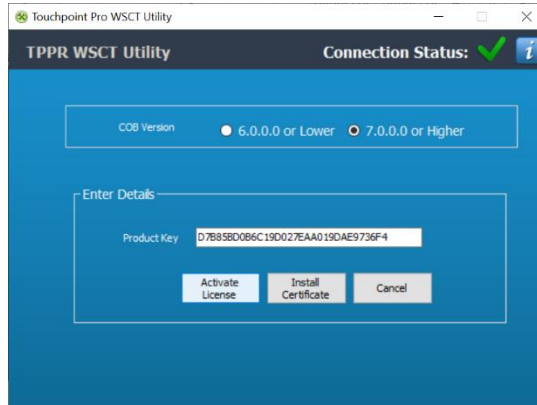 Touchpoint Pro WSCT Utility
TPPR WSCT Utility
Connection Status:
i
COB Version
6.0.0.0 or Lower
7.0.0.0 or Higher
Enter Details
Product Key
D7B85BD0B6C19D027EAA019DAE9736F4
Activate
License
Install
Certificate
Cancel